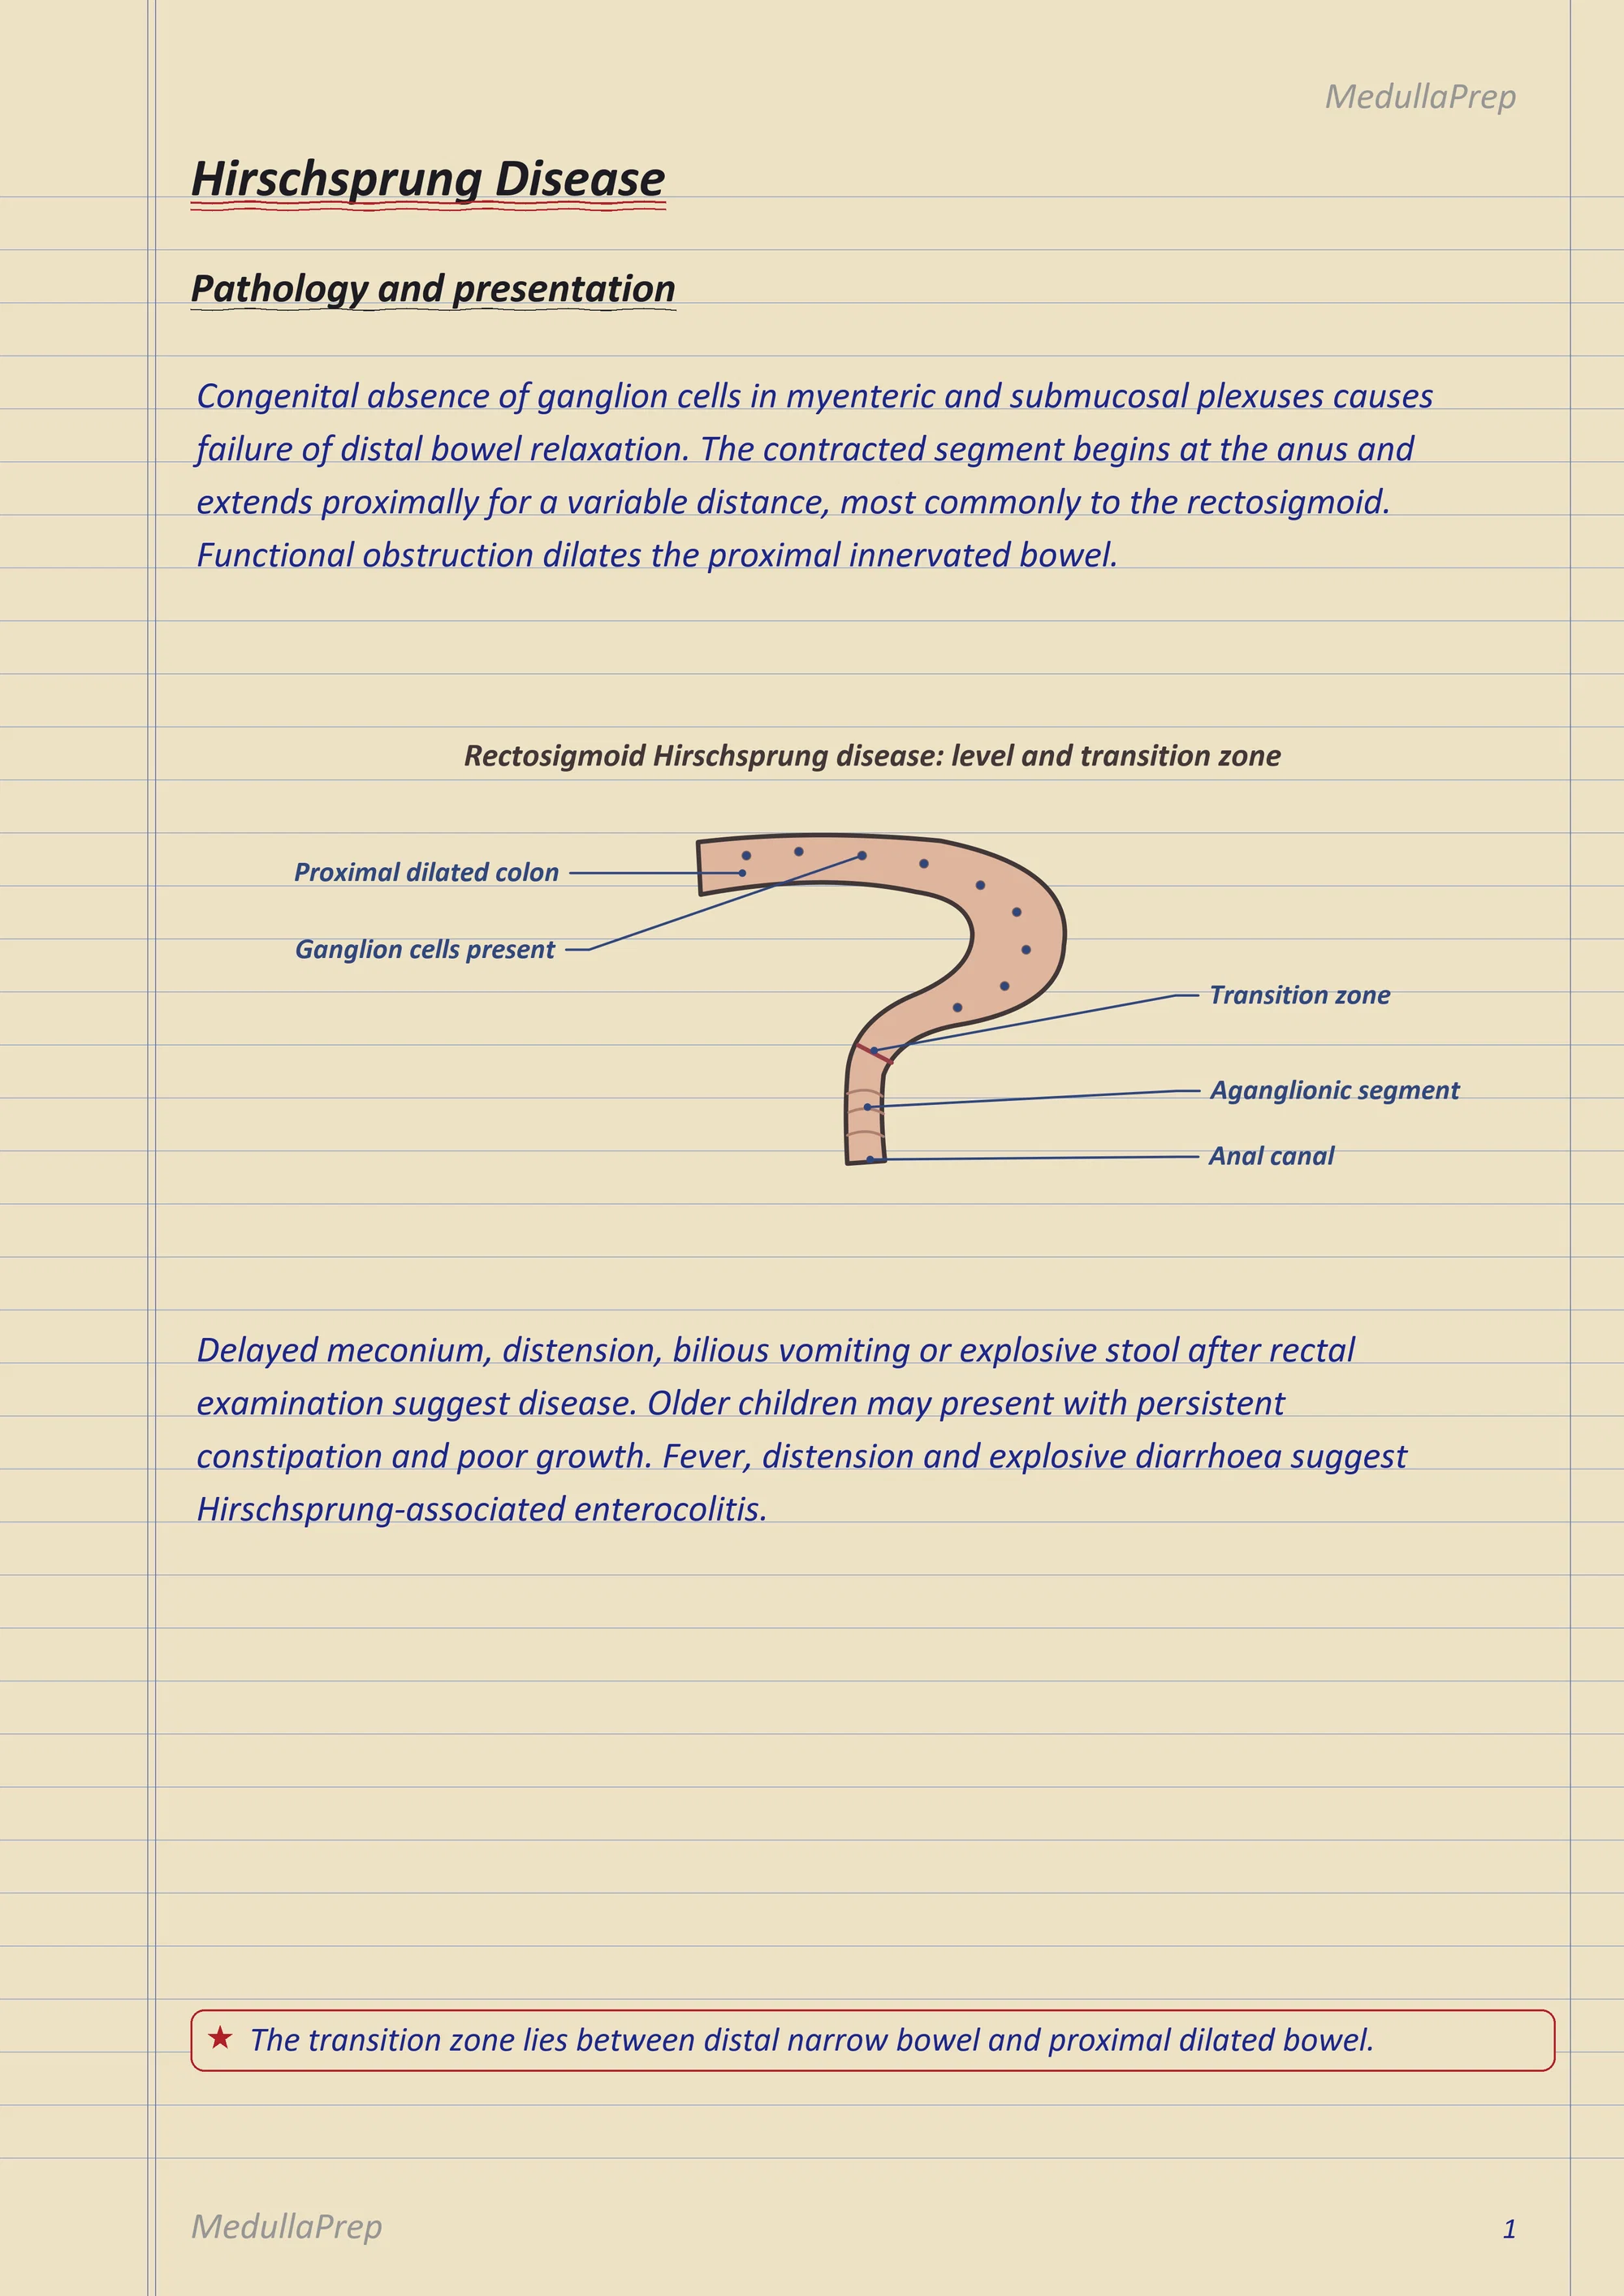 MedullaPrep
Hirschsprung Disease
Pathology and presentation
Congenital absence of ganglion cells in myenteric and submucosal plexuses causes
failure of distal bowel relaxation. The contracted segment begins at the anus and
extends proximally for a variable distance, most commonly to the rectosigmoid.
Functional obstruction dilates the proximal innervated bowel.
Rectosigmoid Hirschsprung disease: level and transition zone
Proximal dilated colon
Ganglion cells present
Transition zone
Aganglionic segment
Anal canal
Delayed meconium, distension, bilious vomiting or explosive stool after rectal
examination suggest disease. Older children may present with persistent
constipation and poor growth. Fever, distension and explosive diarrhoea suggest
Hirschsprung-associated enterocolitis.
★ The transition zone lies between distal narrow bowel and proximal dilated bowel.
MedullaPrep
1